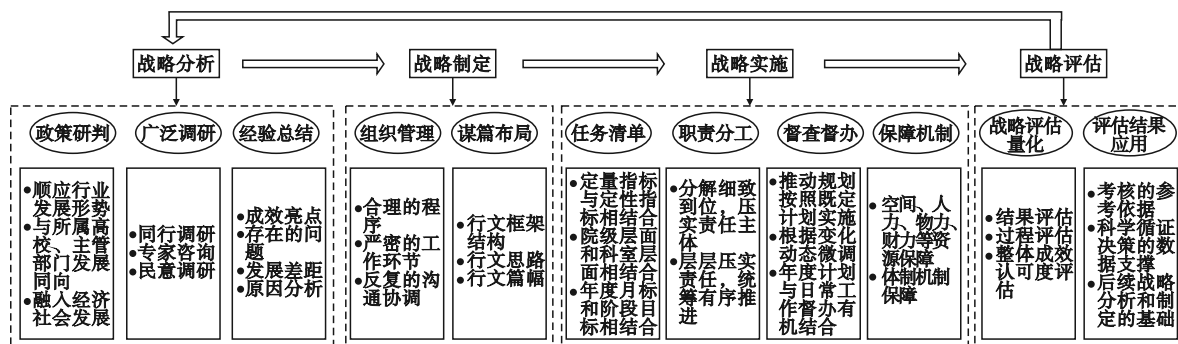 战略分析
战略制定
战略实施
战略评估
政策研判
广泛调研
经验总结
组织管理
谋篇布局
任务清单
职责分工
督查督办
保障机制
战略评估
量化
评估结果
应用
●顺应行业
发展形势
●与所属高
校、主管
部门发展
同向
●融入经济
社会发展
●同行调研
●专家咨询
●民意调研
●成效亮点
●存在的问
题
●发展差距
●原因分析
●合理的程
序
●严密的工
作环节
●反复的沟
通协调
●行文框架
结构
●行文思路
●行文篇幅
●定量指标
与定性指
标相结合
●院级层面
和科室层
面相结合
●年度月标
和阶段目
标相结合
●分解细致
到位，压
实责任主
体
●层层压实
责任，统
筹有序推
进
●推动规划
按照既定
计划实施
●根据变化
动态微调
●年度计划
与日常工
作督办有
机结合
●空间、人
力、物力、
财力等资
源保障
●体制机制
保障
●结果评估
●过程评估
●整体成效
认可度评
估
●考核的参
考依据
●科学循证
决策的数
据支撑
●后续战略
分析和制
定的基础